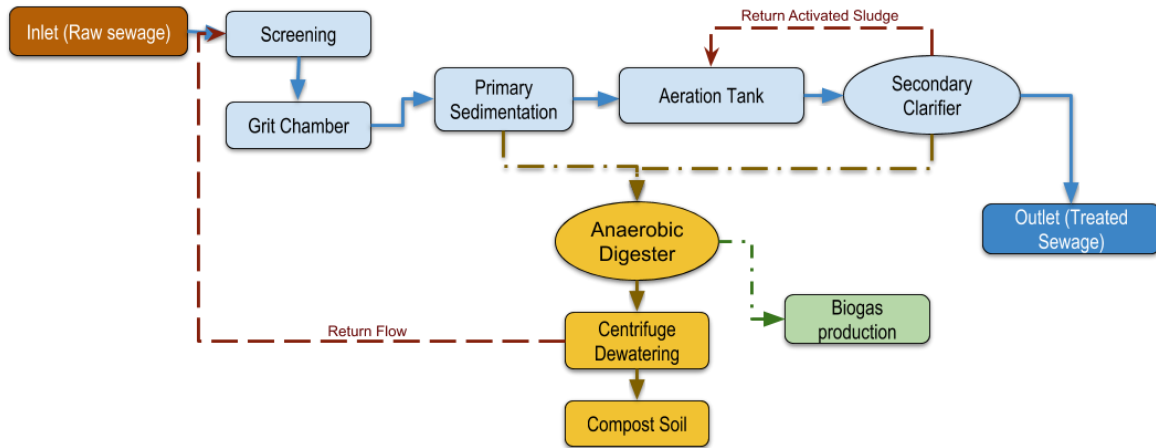 Return Activated Sludge
Inlet (Raw sewage)
Screening
Primary
Sedimentation
Aeration Tank
Secondary
Clarifier
Grit Chamber
Outlet (Treated
Sewage)
Anaerobic
Digester
Biogas
production
Return Flow
Centrifuge
Dewatering
Compost Soil